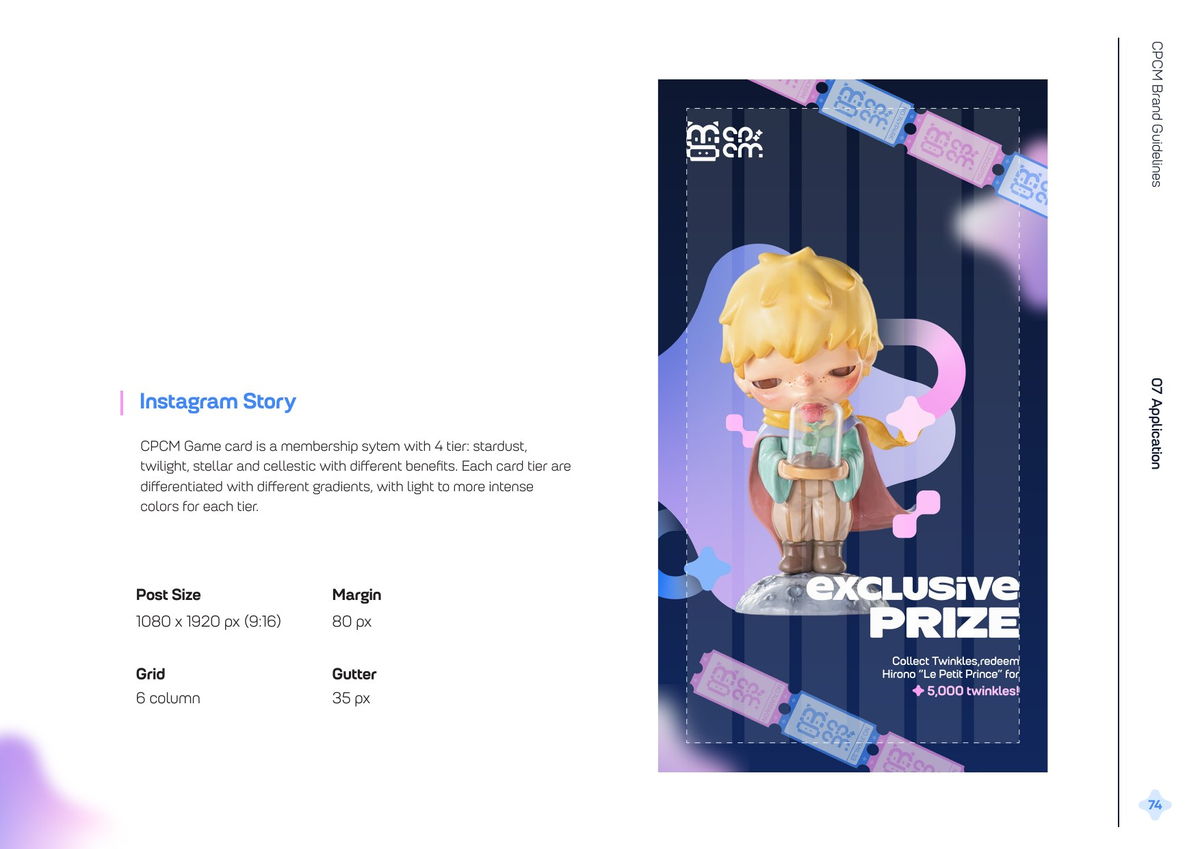 CPCM Brand Guidelines
07 Application
74
Instagram Story
CPCM Game card is a membership sytem with 4 tier: stardust,
twilight, stellar and cellestic with different benefits. Each card tier are
differentiated with different gradients, with light to more intense
colors for each tier.
Post Size
1080 x 1920 px (9:16)
Margin
80 px
Grid
6 column
Gutter
35 px
cp
cm
eXCLUSiVe
PRIZE
Collect Twinkles,redeem
Hirono "Le Petit Prince" for
5,000 twinkles!